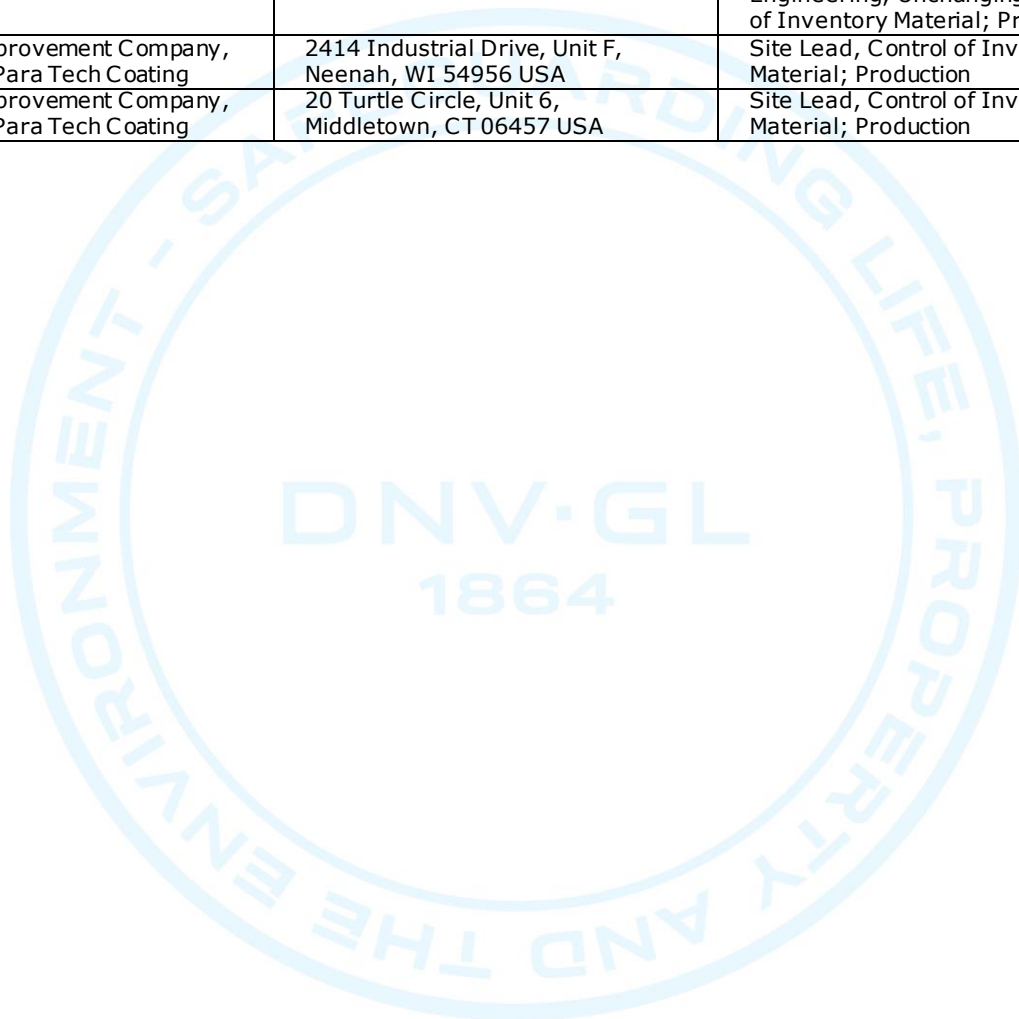 of Inventory Material; Pr
provement Company,
Para Tech Coating
2414 Industrial Drive, Unit F,
Neenah, WI 54956 USA
Site Lead, Control of Inv
Material; Production
provement Company,
Para Tech Coating
20 Turtle Circle, Unit 6,
Middletown, CT 06457 USA
Site Lead, Control of Inv
Material; Production
SAFEGUARDING LIFE, PROPERTY AND THE ENVIRONMENT -
DNV·GL
1864